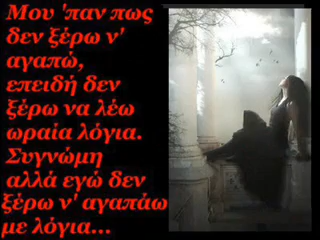 Μου 'παν πως
δεν ξέρω ν'
αγαπώ,
επειδή δεν
ξέρω να λέω
ωραία λόγια.
Συγνώμη
αλλά εγώ δεν
ξέρω ν' αγαπάω
με λόγια...